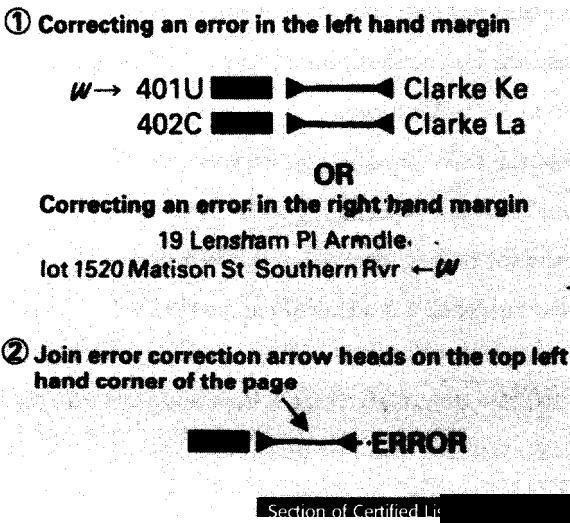 ① Correcting an error in the left hand margin
w→ 401U Clarke Ke
402C Clarke La
OR
Correcting an error in the right hand margin
19 Lensham Pl Armdle
lot 1520 Matison St Southern Rvr ←w
② Join error correction arrow heads on the top left
hand corner of the page
ERROR
Section of Certified